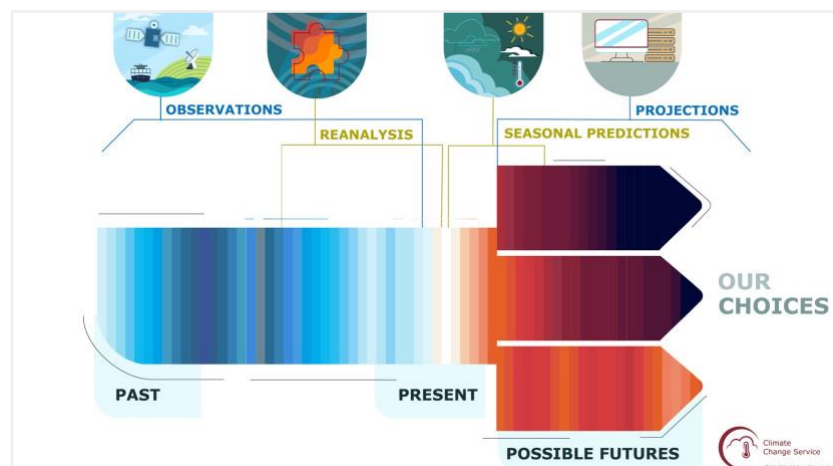 OBSERVATIONS
PROJECTIONS
REANALYSIS
SEASONAL PREDICTIONS
OUR
CHOICES
PAST
PRESENT
POSSIBLE FUTURES
Climate
Change Service